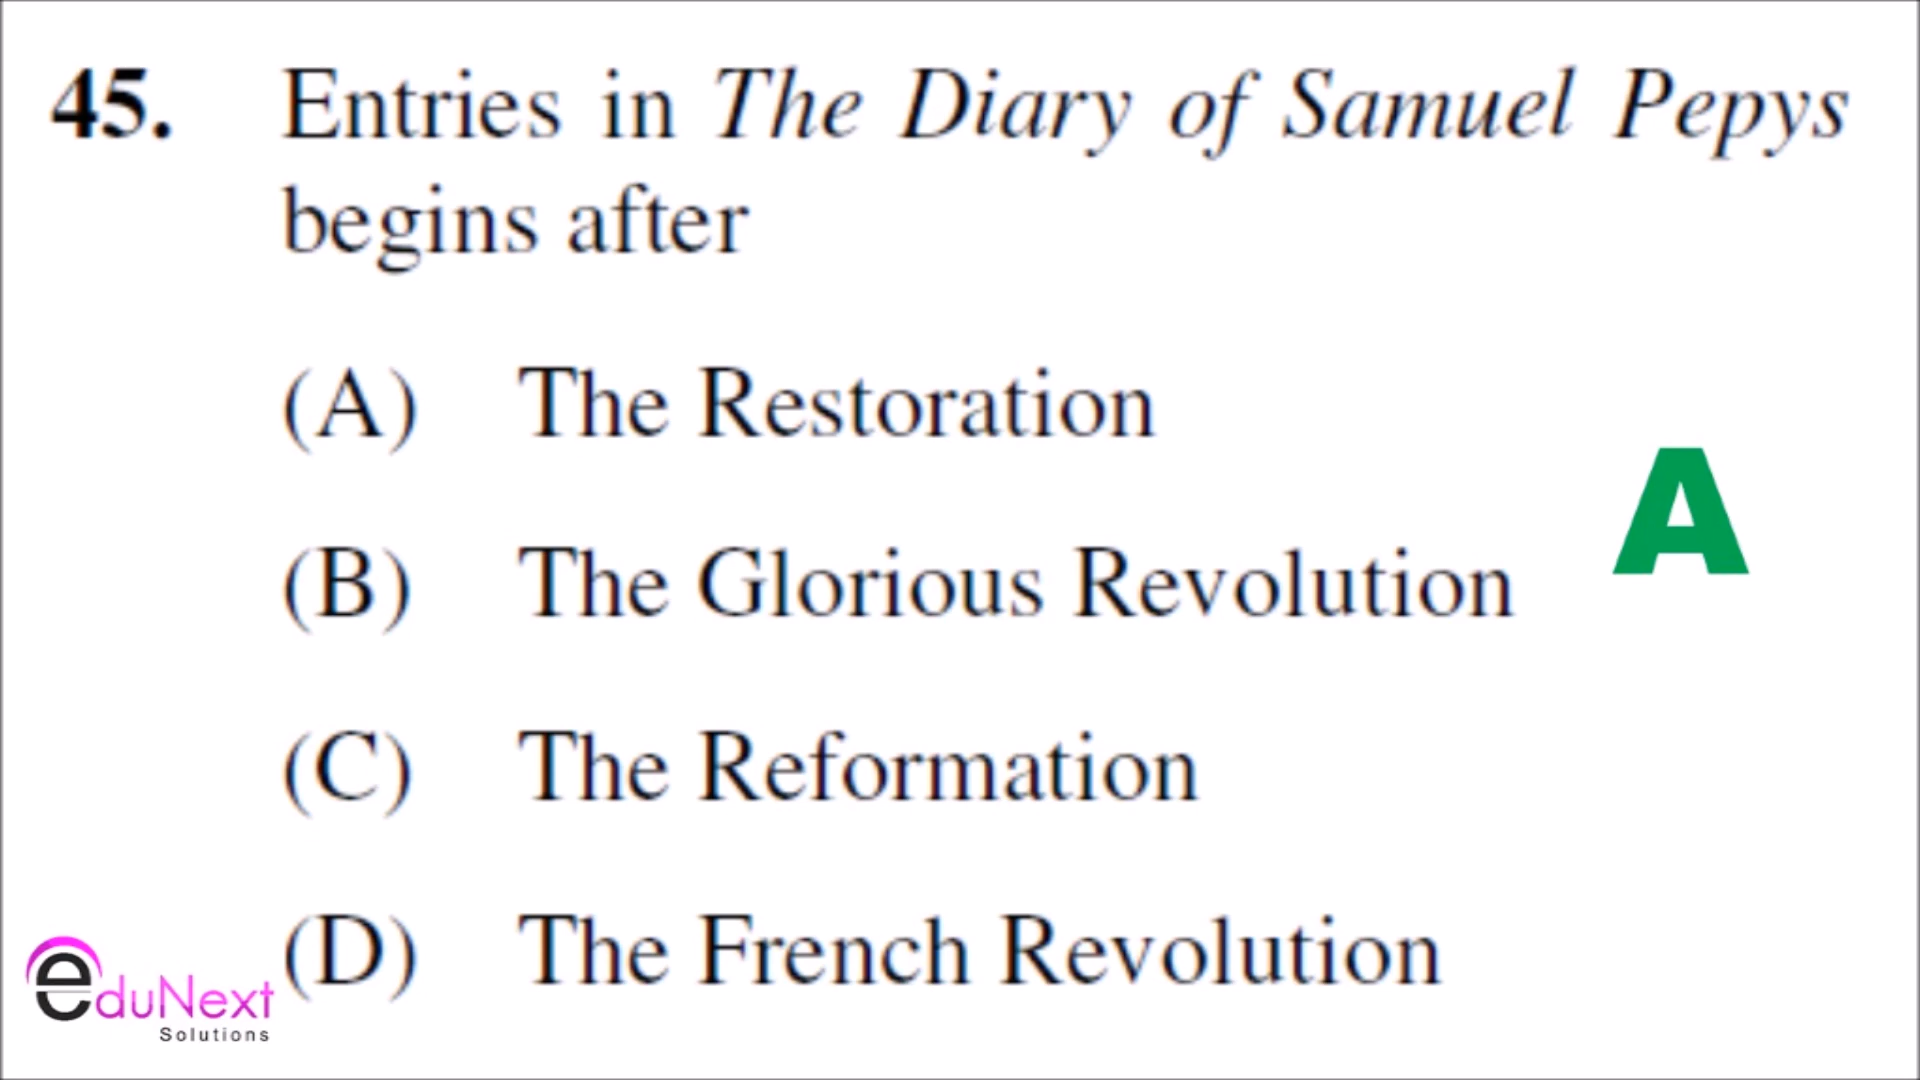 45. Entries in The Diary of Samuel Pepys
begins after
(A) The Restoration
A
(B) The Glorious Revolution
(C) The Reformation
(D) The French Revolution
eduNext
Solutions